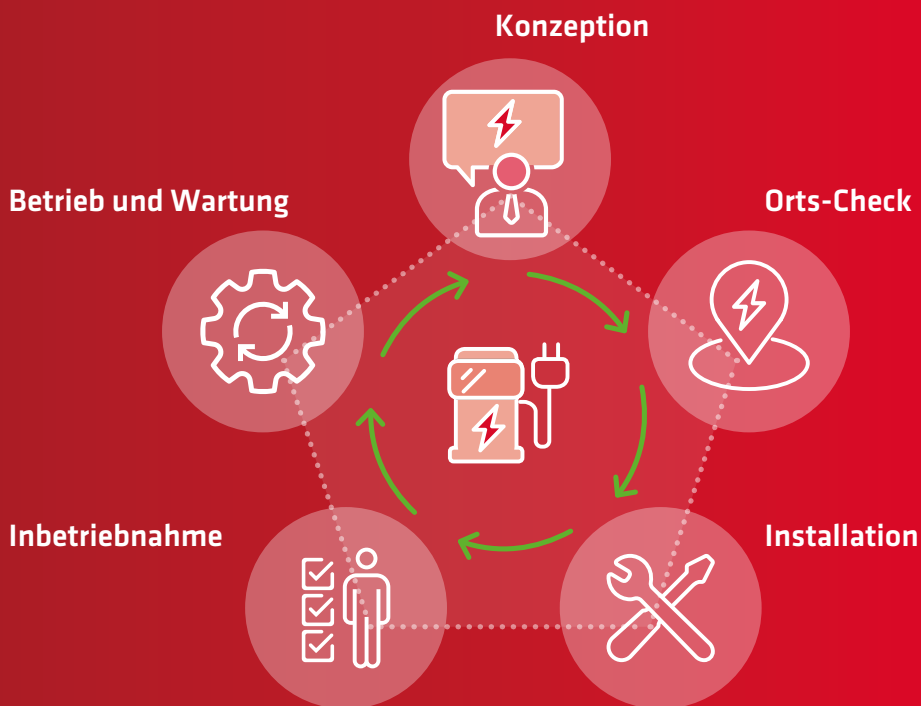 Konzeption
Betrieb und Wartung
Orts-Check
Inbetriebnahme
Installation